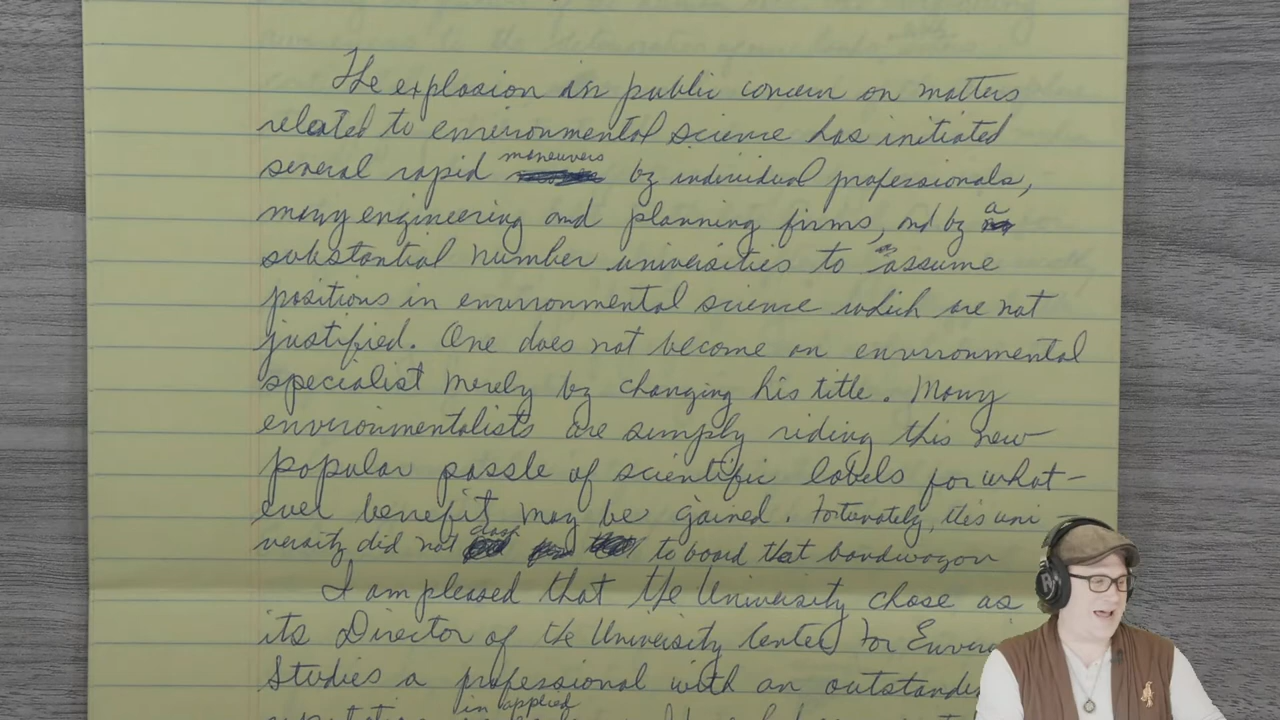 The explosion in public concern on matters
related to environmental science has initiated
several rapid maneuvers by individual professionals,
many engineering and planning firms, and by a
substantial number universities to assume
positions in environmental science which are not
justified. One does not become an environmental
specialist merely by changing his title. Many
environmentalists are simply riding this new
popular passle of scientific labels for what-
ever benefit may be gained. Fortunately, this uni
versity did not to board that bandwagon
I am pleased that the University chose as
its Director of the University Center for
Studies a professional with an
in applied